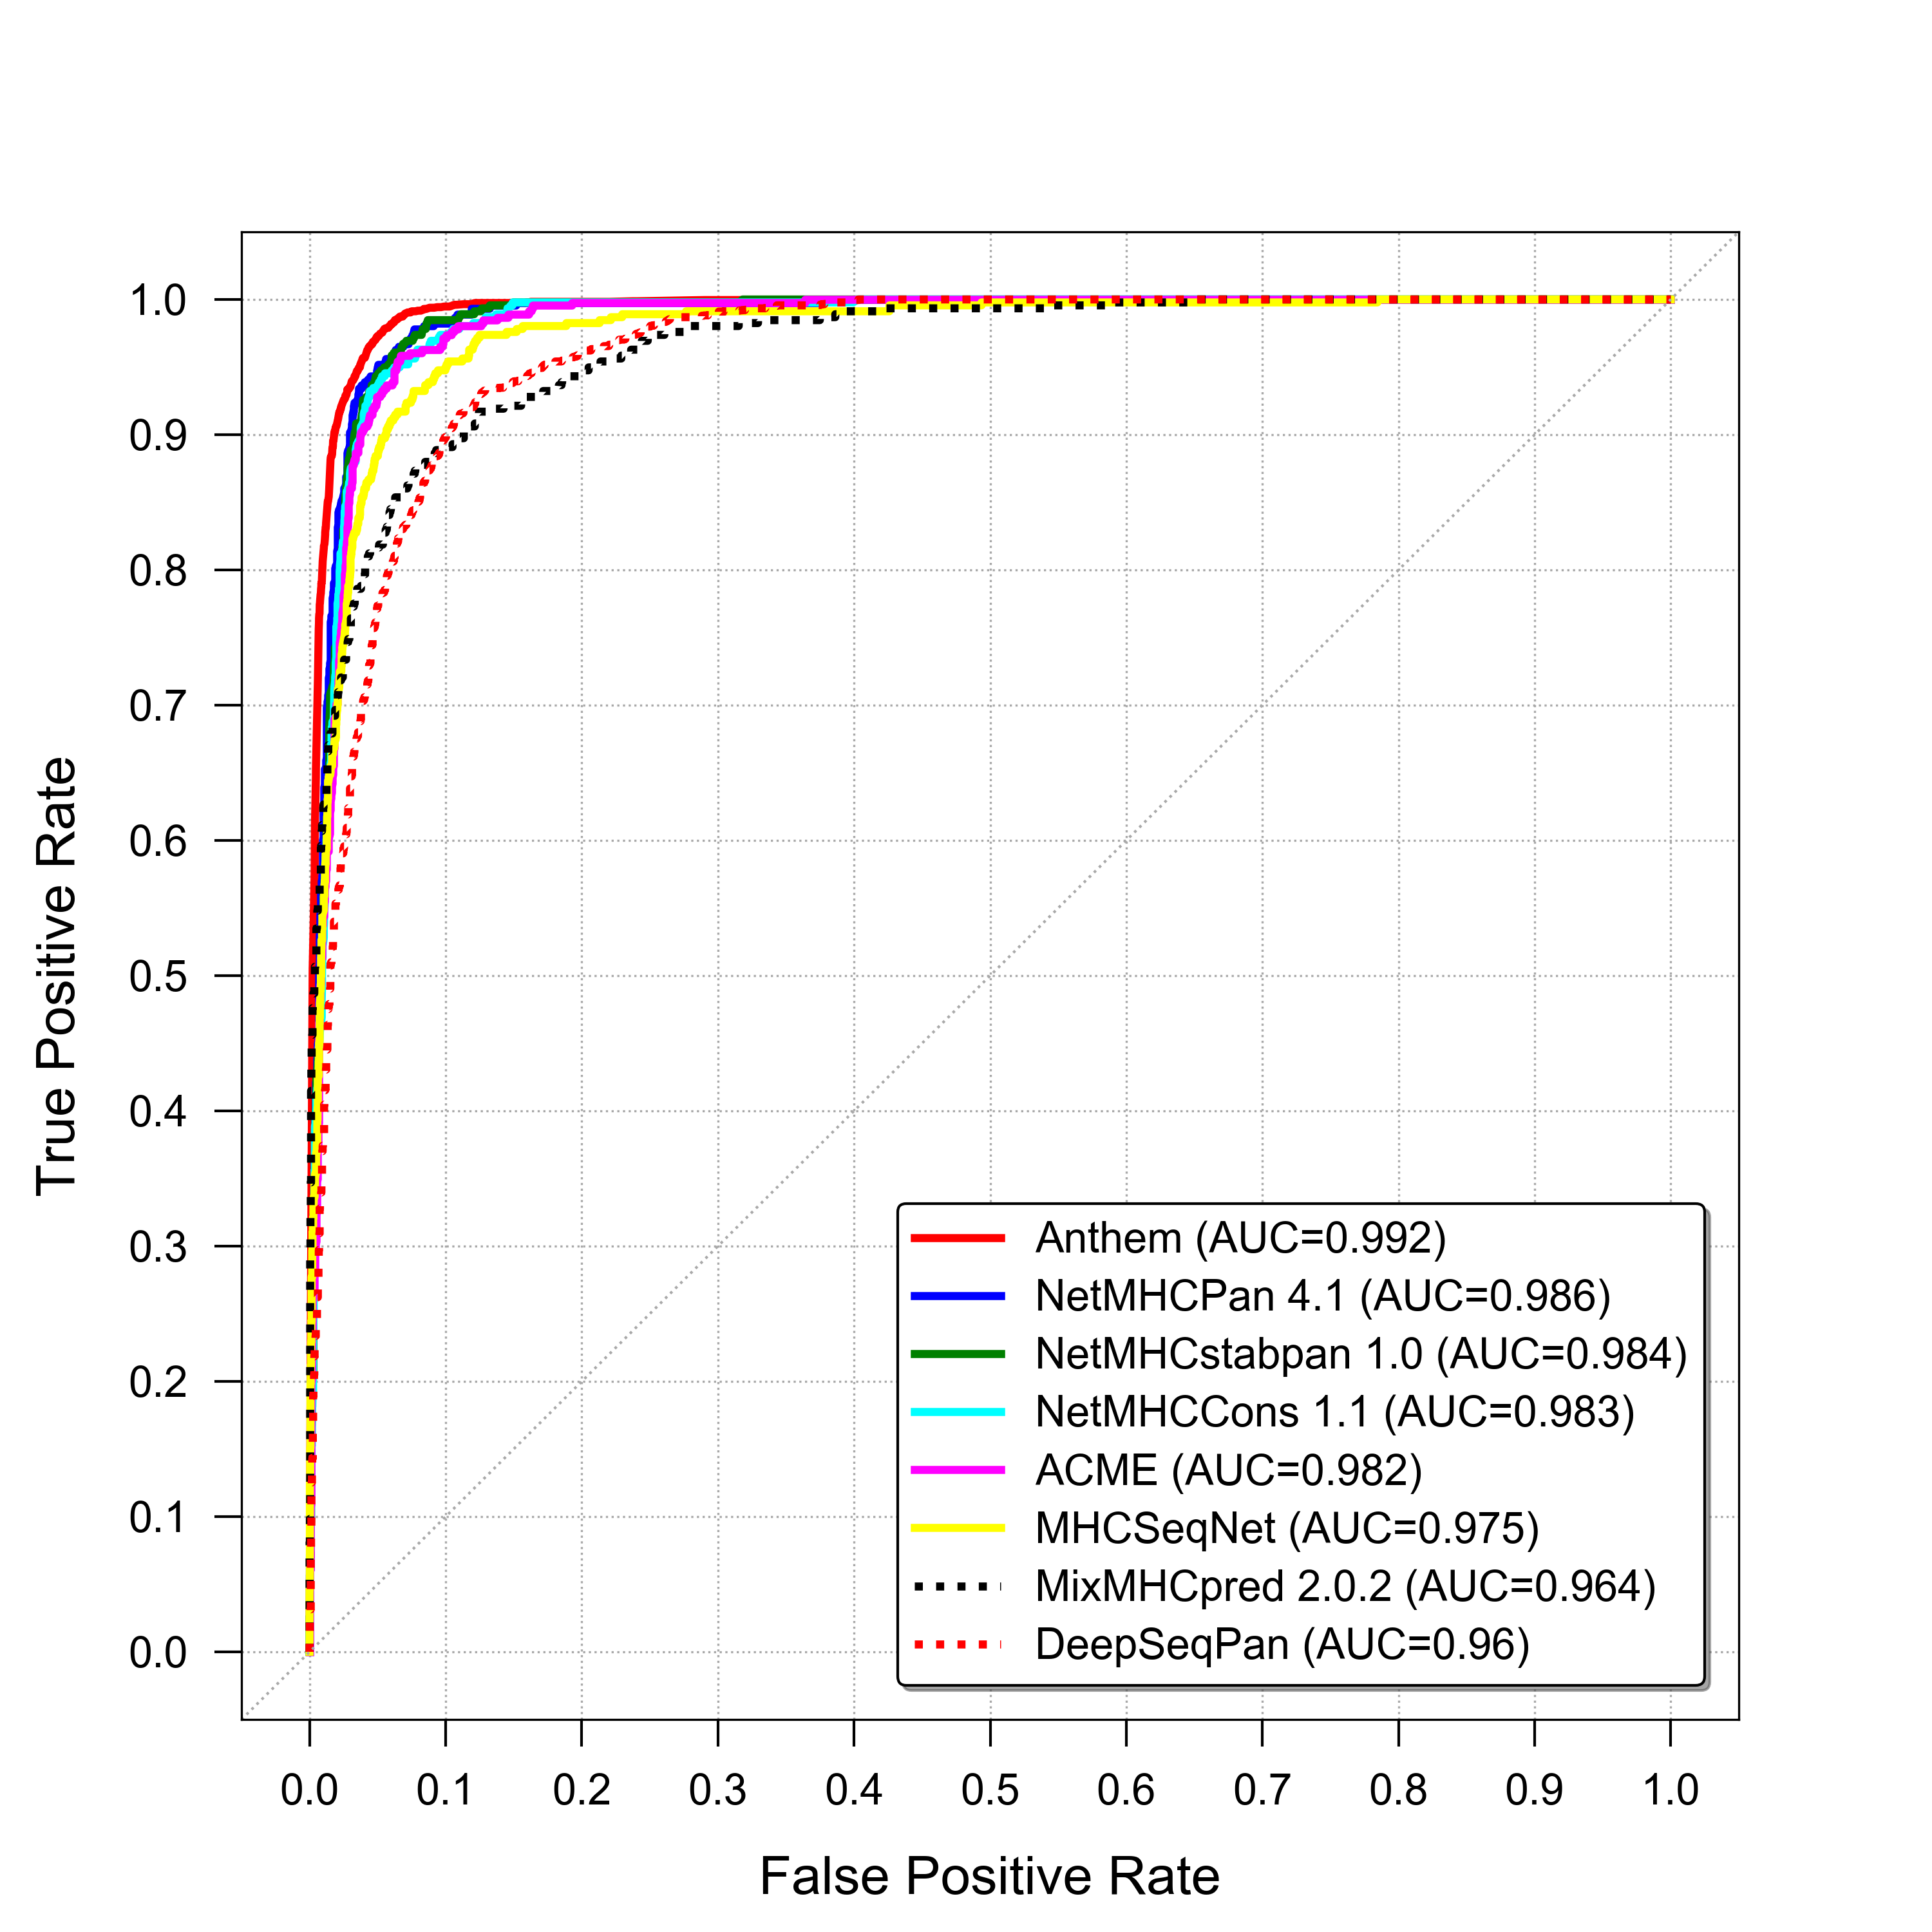 1.0
0.9
0.8
0.7
0.6
0.5
0.4
0.3
0.2
0.1
0.0
True Positive Rate
Anthem (AUC=0.992)
NetMHCPan 4.1 (AUC=0.986)
NetMHCstabpan 1.0 (AUC=0.984)
NetMHCCons 1.1 (AUC=0.983)
ACME (AUC=0.982)
MHCSeqNet (AUC=0.975)
MixMHCpred 2.0.2 (AUC=0.964)
DeepSeqPan (AUC=0.96)
0.0 0.1 0.2 0.3 0.4 0.5 0.6 0.7 0.8 0.9 1.0
False Positive Rate